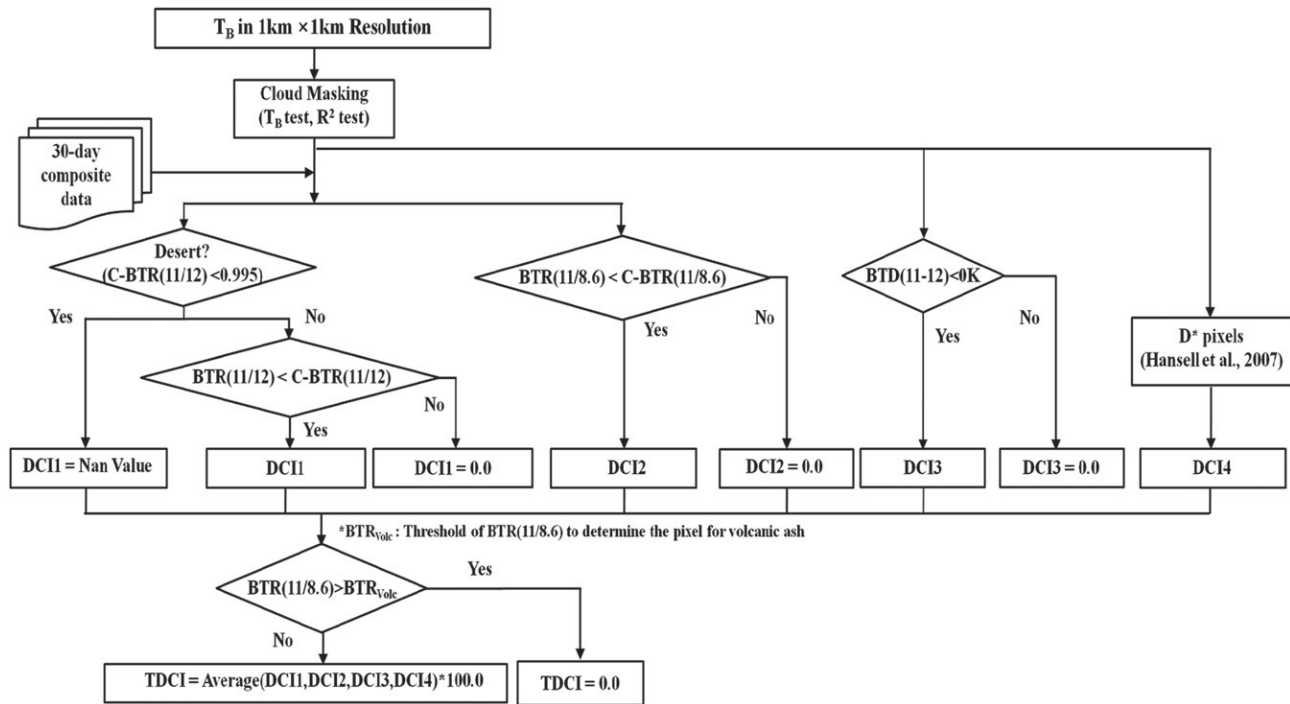 T_B in 1km ×1km Resolution
Cloud Masking
(T_B test, R² test)
30-day
composite
data
Desert?
(C-BTR(11/12) <0.995)
BTR(11/8.6) < C-BTR(11/8.6)
BTD(11-12)<0K
Yes
No
Yes
No
Yes
No
D* pixels
(Hansell et al., 2007)
BTR(11/12) < C-BTR(11/12)
No
Yes
DCI1 = Nan Value
DCI1
DCI1 = 0.0
DCI2
DCI2 = 0.0
DCI3
DCI3 = 0.0
DCI4
*BTR_Volc : Threshold of BTR(11/8.6) to determine the pixel for volcanic ash
BTR(11/8.6)>BTR_Volc
Yes
No
TDCI = Average(DCI1,DCI2,DCI3,DCI4)*100.0
TDCI = 0.0